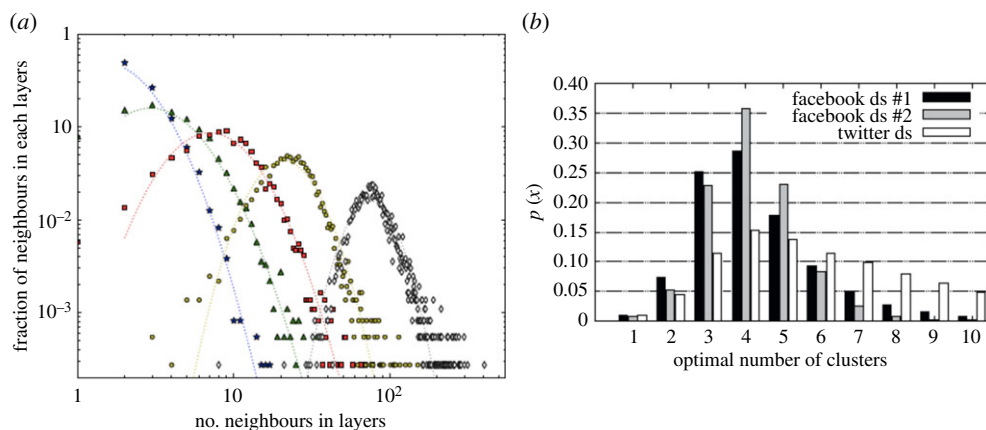 (a)
1
10
10⁻²
10⁻³
fraction of neighbours in each layers
1
10
10²
no. neighbours in layers
(b)
0.40
0.35
0.30
0.25
0.20
0.15
0.10
0.05
0
p (x)
facebook ds #1
facebook ds #2
twitter ds
1 2 3 4 5 6 7 8 9 10
optimal number of clusters